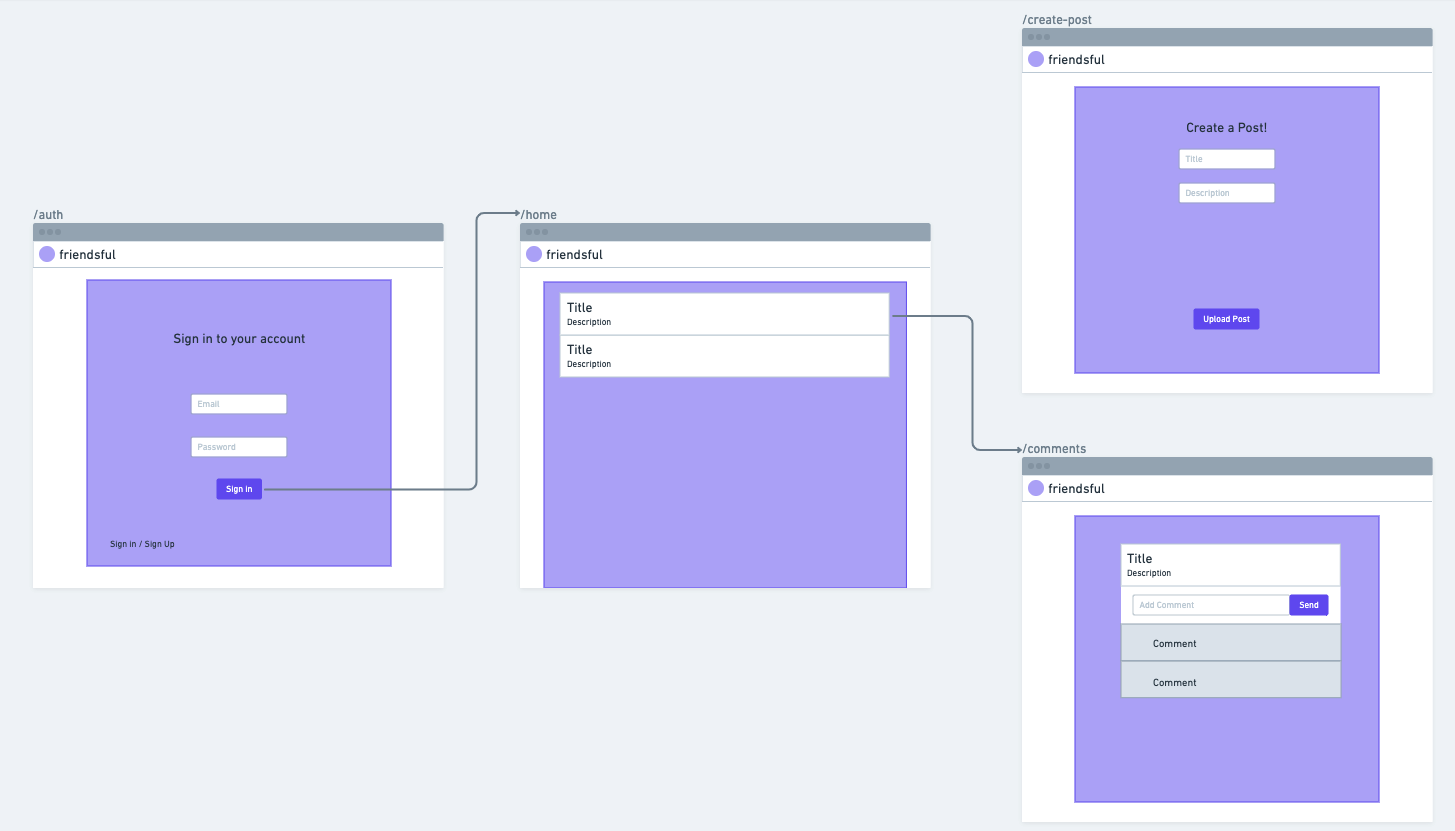 /auth
friendsful
Sign in to your account
Email
Password
Sign in
Sign in / Sign Up
/home
friendsful
Title
Description
Title
Description
/create-post
friendsful
Create a Post!
Title
Description
Upload Post
/comments
friendsful
Title
Description
Add Comment
Send
Comment
Comment